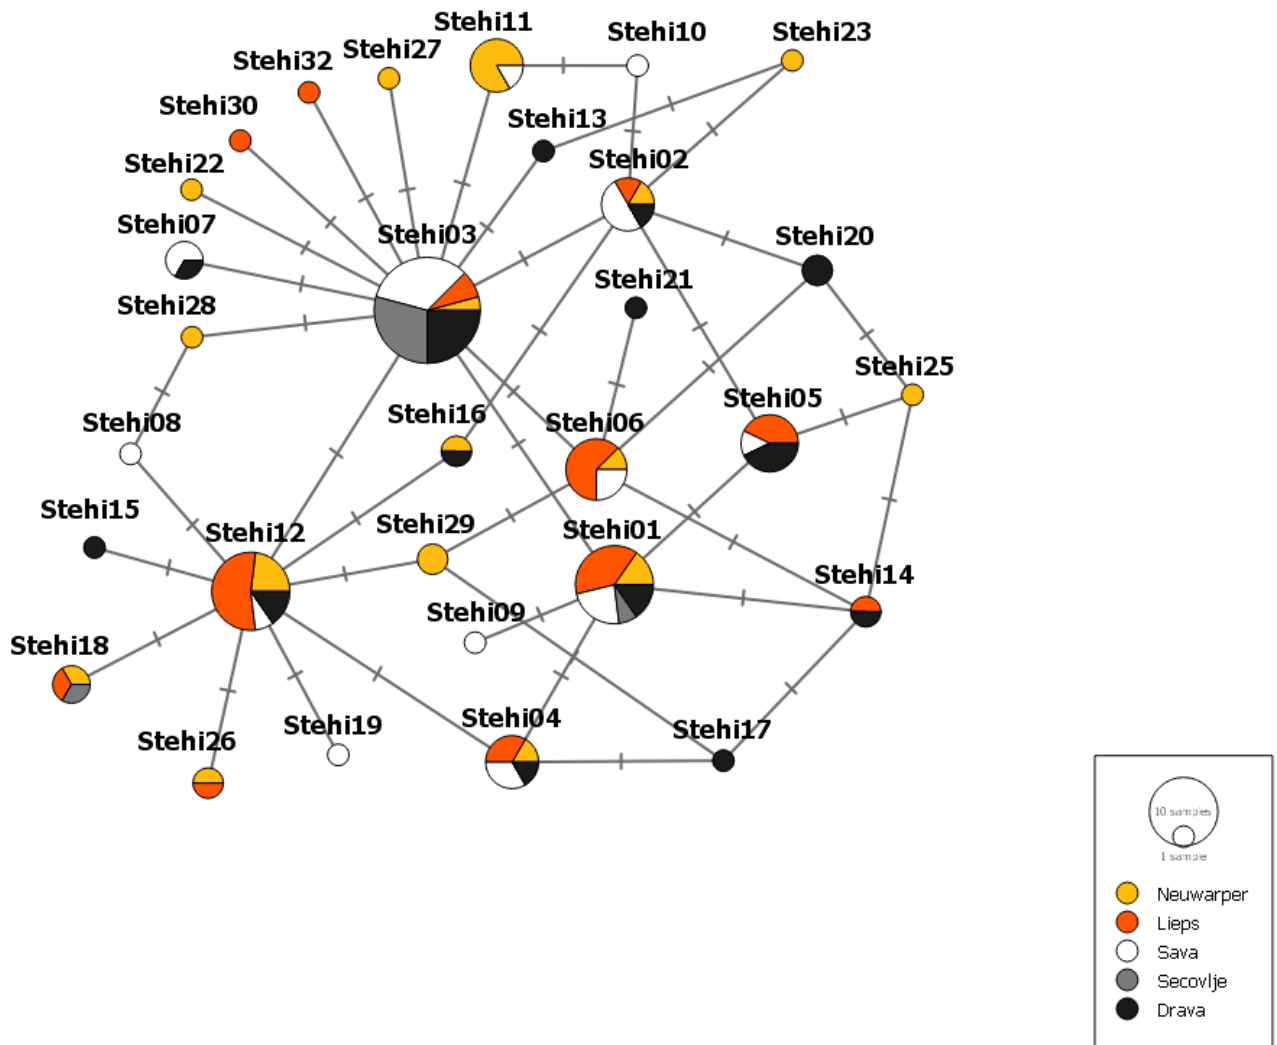 Stehi11
Stehi10
Stehi23
Stehi27
Stehi32
Stehi30
Stehi13
Stehi22
Stehi02
Stehi07
Stehi03
Stehi20
Stehi21
Stehi28
Stehi25
Stehi05
Stehi16
Stehi06
Stehi08
Stehi15
Stehi12
Stehi29
Stehi01
Stehi14
Stehi09
Stehi18
Stehi04
Stehi19
Stehi17
Stehi26
10 samples
1 sample
Neuwarper
Lieps
Sava
Secovlje
Drava